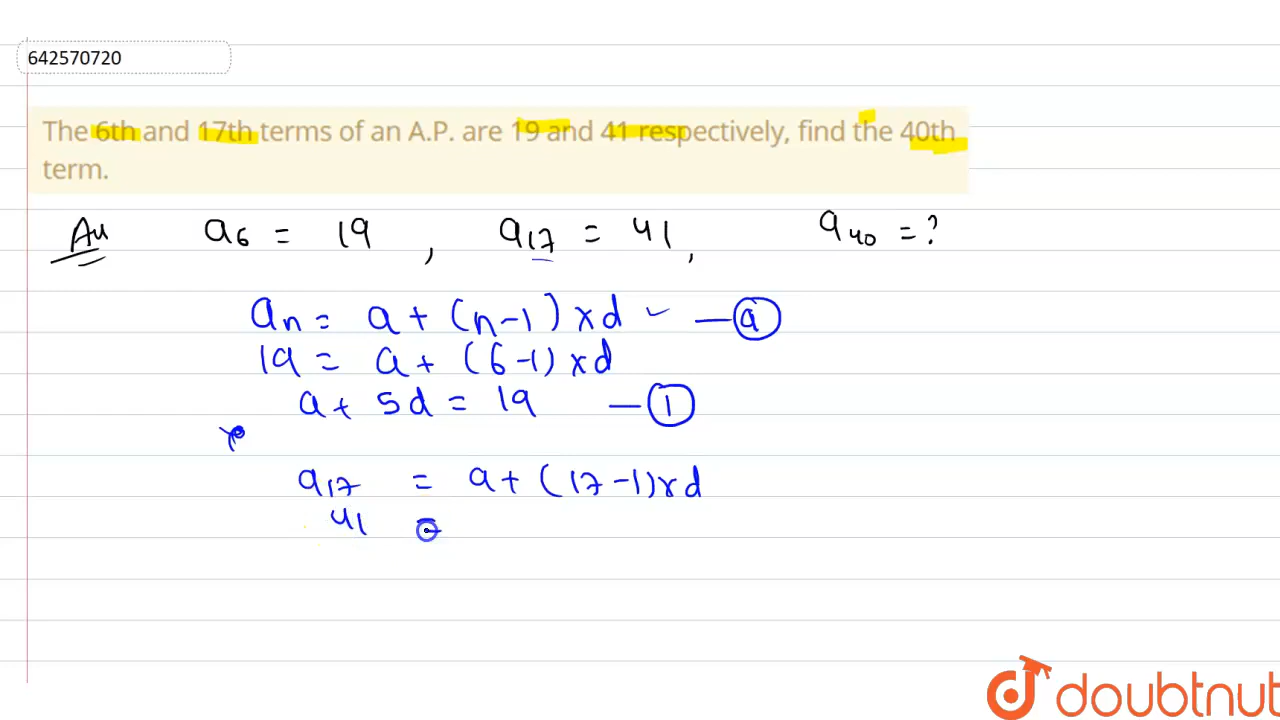 642570720
The 6th and 17th terms of an A.P. are 19 and 41 respectively, find the 40th
term.
a6 = 19 , a17 = 41, a40 = ?
an = a + (n-1) x d — (a)
19 = a + (6-1) x d
a + 5d = 19 — (1)
a17 = a + (17-1) x d
41 =
doubtnut